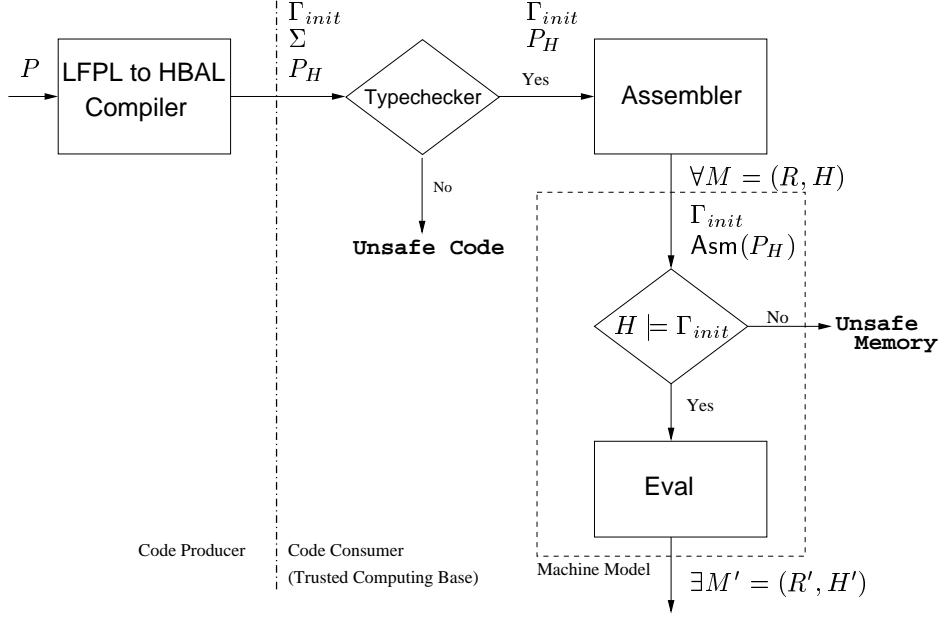 Γ_init
Σ
P_H
Γ_init
P_H
P
LFPL to HBAL
Compiler
Typechecker
Yes
Assembler
No
Unsafe Code
∀M = (R, H)
Γ_init
Asm(P_H)
H ⊨ Γ_init
No
Unsafe
Memory
Yes
Eval
Code Producer
Code Consumer
(Trusted Computing Base)
Machine Model
∃M′ = (R′, H′)